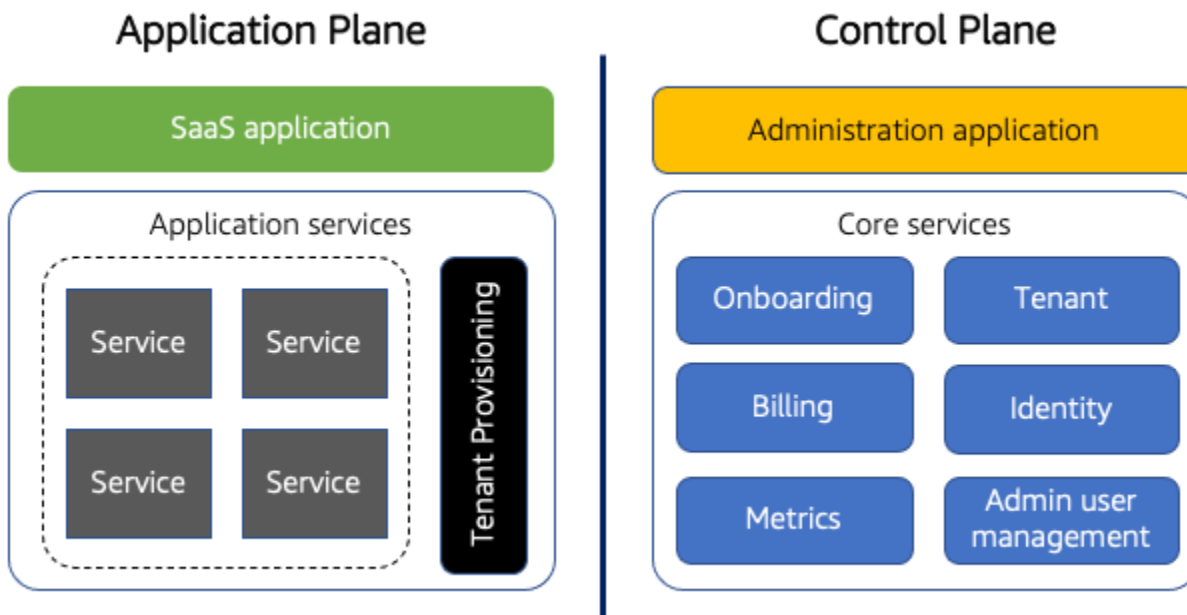 Application Plane
SaaS application
Application services
Service
Service
Service
Service
Tenant Provisioning
Control Plane
Administration application
Core services
Onboarding
Tenant
Billing
Identity
Metrics
Admin user
management